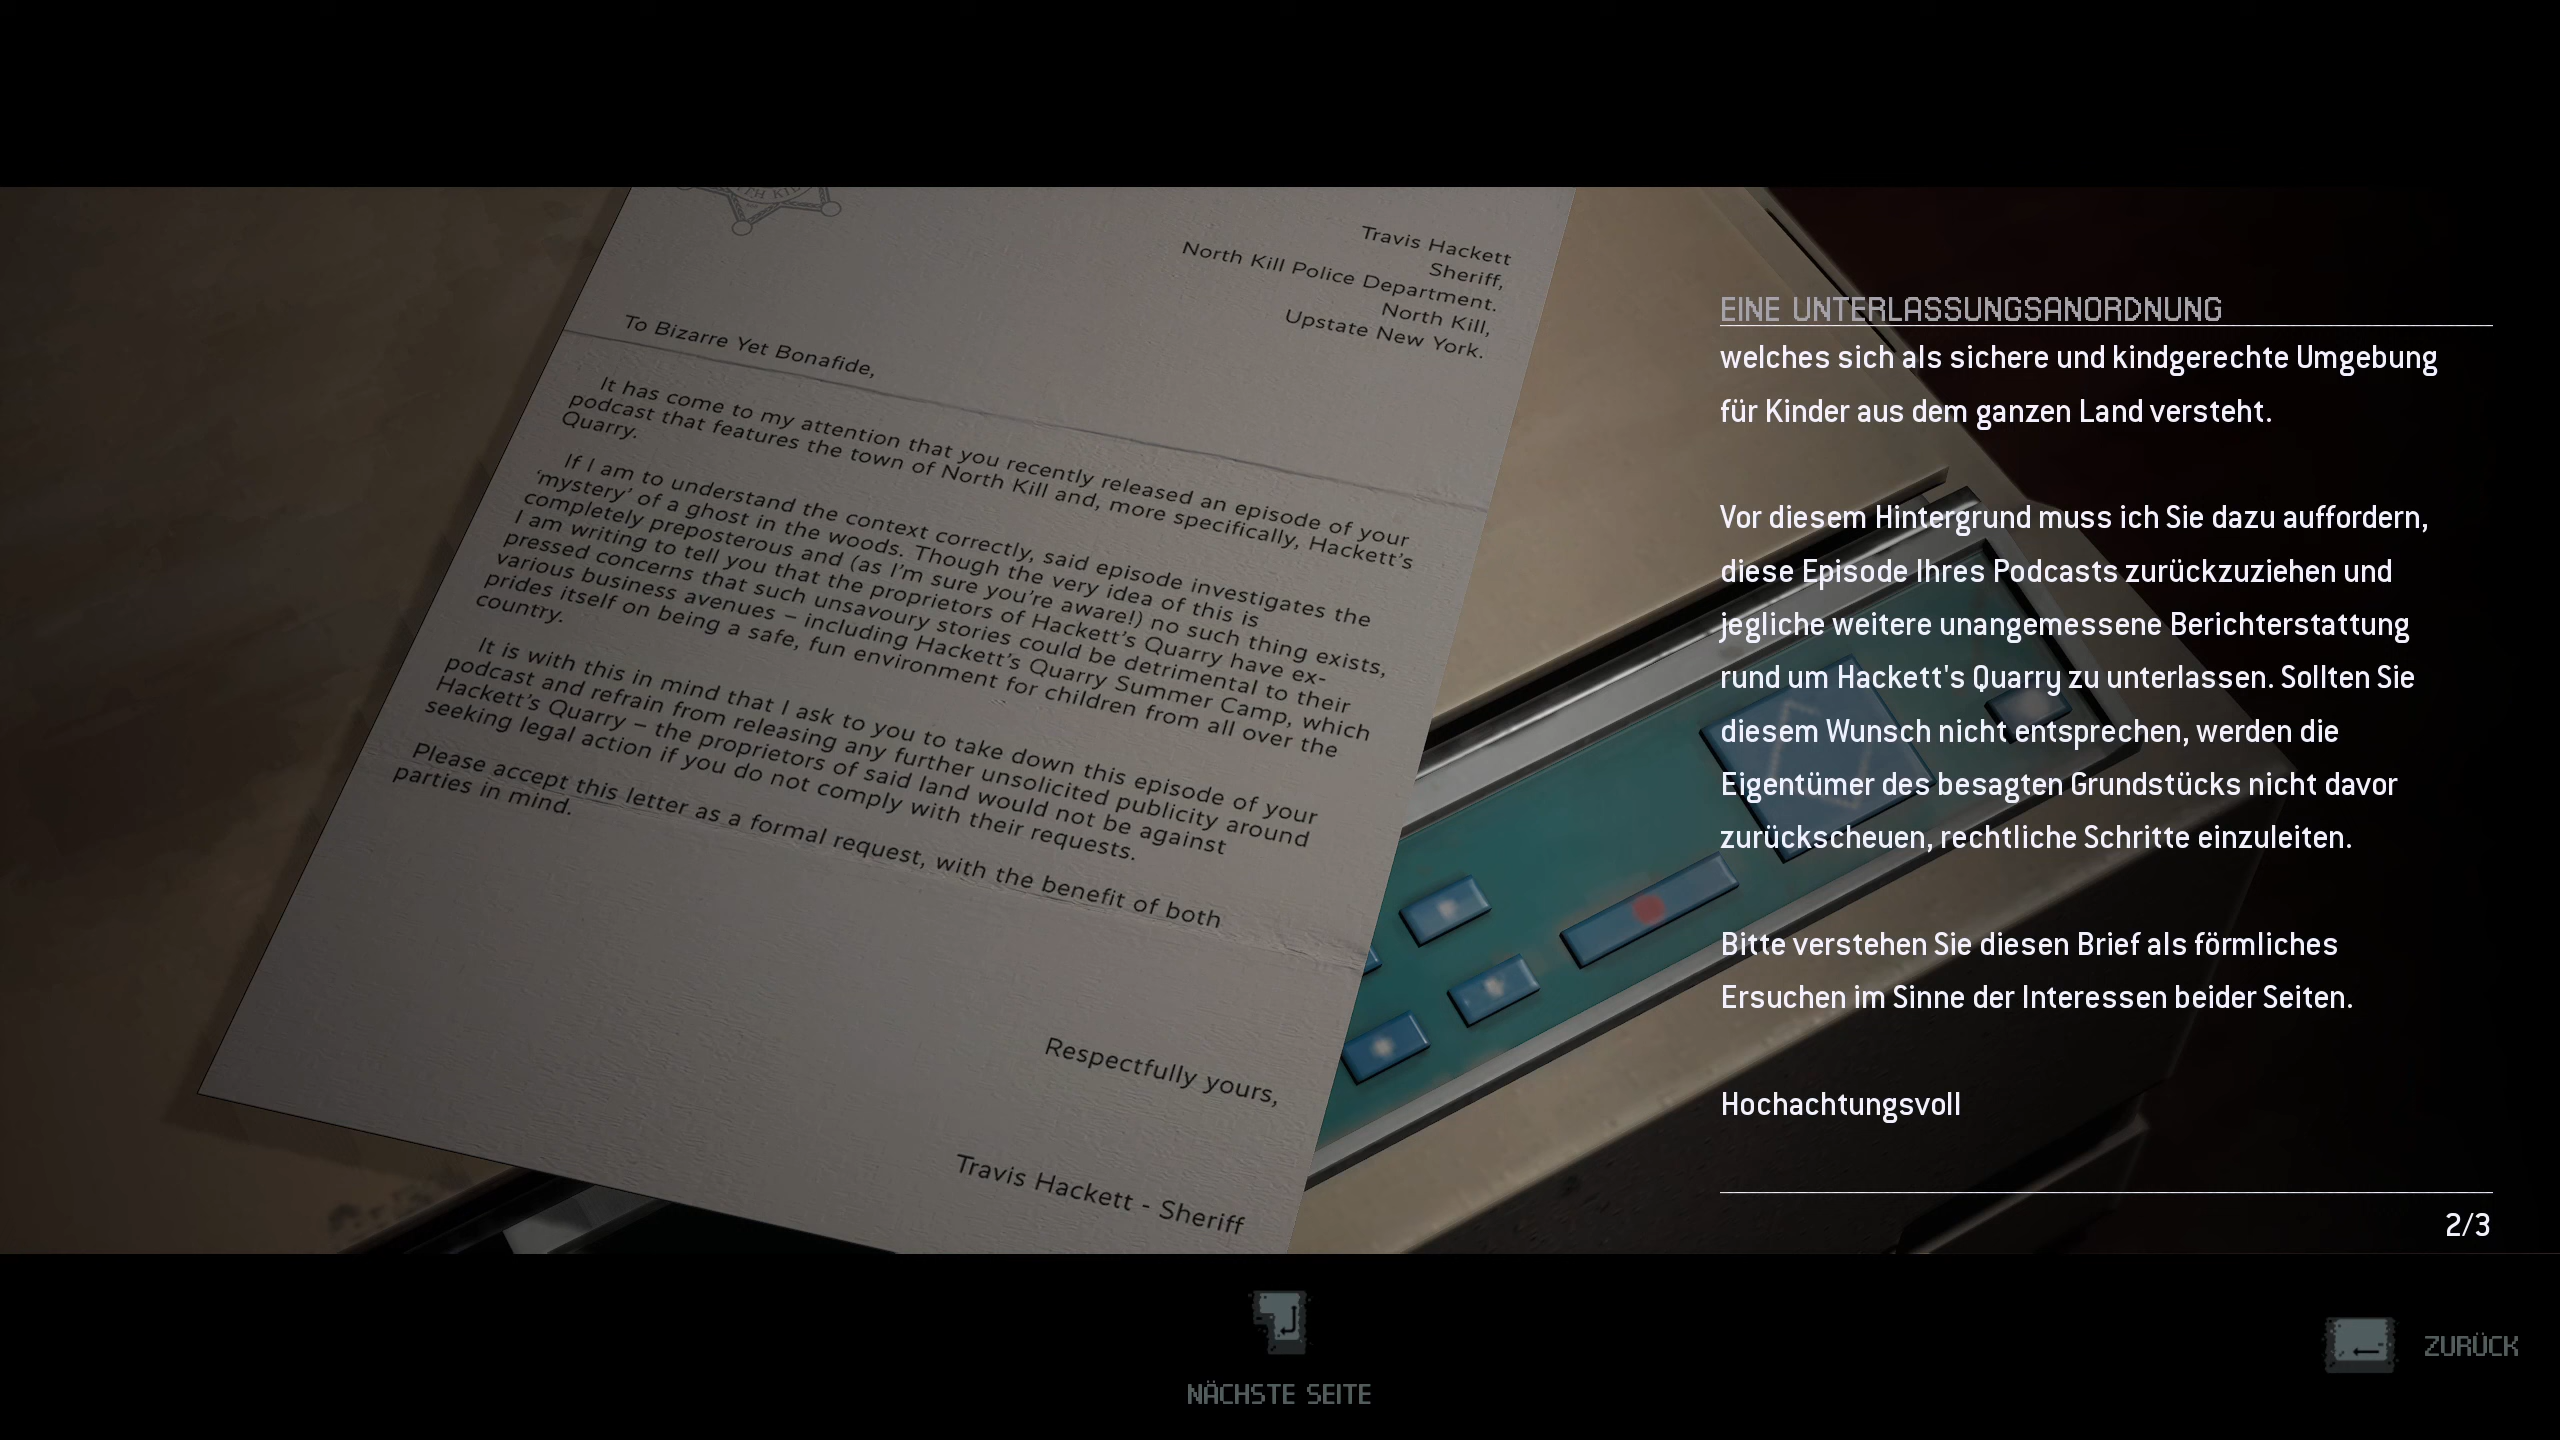 Travis Hackett
Sheriff,
North Kill Police Department.
North Kill,
Upstate New York.
To Bizarre Yet Bonafide,
It has come to my attention that you recently released an episode of your
podcast that features the town of North Kill and, more specifically, Hackett's
Quarry.
If I am to understand the context correctly, said episode investigates the
'mystery' of a ghost in the woods. Though the very idea of this is
completely preposterous and (as I'm sure you're aware!) no such thing exists,
I am writing to tell you that the proprietors of Hackett's Quarry have ex-
pressed concerns that such unsavoury stories could be detrimental to their
various business avenues – including Hackett's Quarry Summer Camp, which
prides itself on being a safe, fun environment for children from all over the
country.
It is with this in mind that I ask to you to take down this episode of your
podcast and refrain from releasing any further unsolicited publicity around
Hackett's Quarry – the proprietors of said land would not be against
seeking legal action if you do not comply with their requests.
Please accept this letter as a formal request, with the benefit of both
parties in mind.
Respectfully yours,
Travis Hackett - Sheriff
EINE UNTERLASSUNGSANORDNUNG
welches sich als sichere und kindgerechte Umgebung
für Kinder aus dem ganzen Land versteht.
Vor diesem Hintergrund muss ich Sie dazu auffordern,
diese Episode Ihres Podcasts zurückzuziehen und
jegliche weitere unangemessene Berichterstattung
rund um Hackett's Quarry zu unterlassen. Sollten Sie
diesem Wunsch nicht entsprechen, werden die
Eigentümer des besagten Grundstücks nicht davor
zurückscheuen, rechtliche Schritte einzuleiten.
Bitte verstehen Sie diesen Brief als förmliches
Ersuchen im Sinne der Interessen beider Seiten.
Hochachtungsvoll
2/3
NÄCHSTE SEITE
ZURÜCK